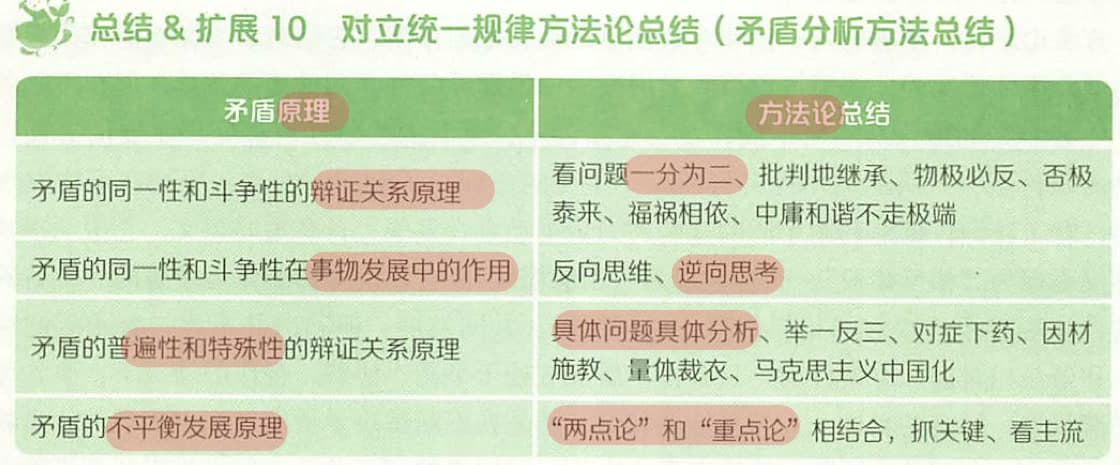 总结 & 扩展 10 对立统一规律方法论总结（矛盾分析方法总结）
矛盾原理
方法论总结
矛盾的同一性和斗争性的辩证关系原理
看问题一分为二、批判地继承、物极必反、否极
泰来、福祸相依、中庸和谐不走极端
矛盾的同一性和斗争性在事物发展中的作用
反向思维、逆向思考
矛盾的普遍性和特殊性的辩证关系原理
具体问题具体分析、举一反三、对症下药、因材
施教、量体裁衣、马克思主义中国化
矛盾的不平衡发展原理
“两点论”和“重点论”相结合，抓关键、看主流